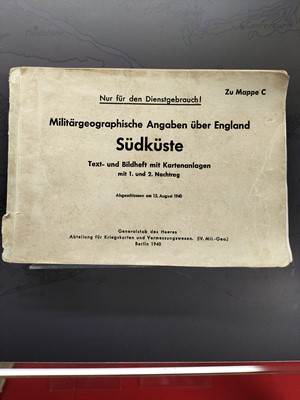 Nur für den Dienstgebrauch!
Zu Mappe C
Militärgeographische Angaben über England
Südküste
Text- und Bildheft mit Kartenanlagen
mit 1. und 2. Nachtrag
Abgeschlossen am 15. August 1940
Generalstab des Heeres
Abteilung für Kriegskarten und Vermessungswesen. (IV. Mil.-Geo.)
Berlin 1940